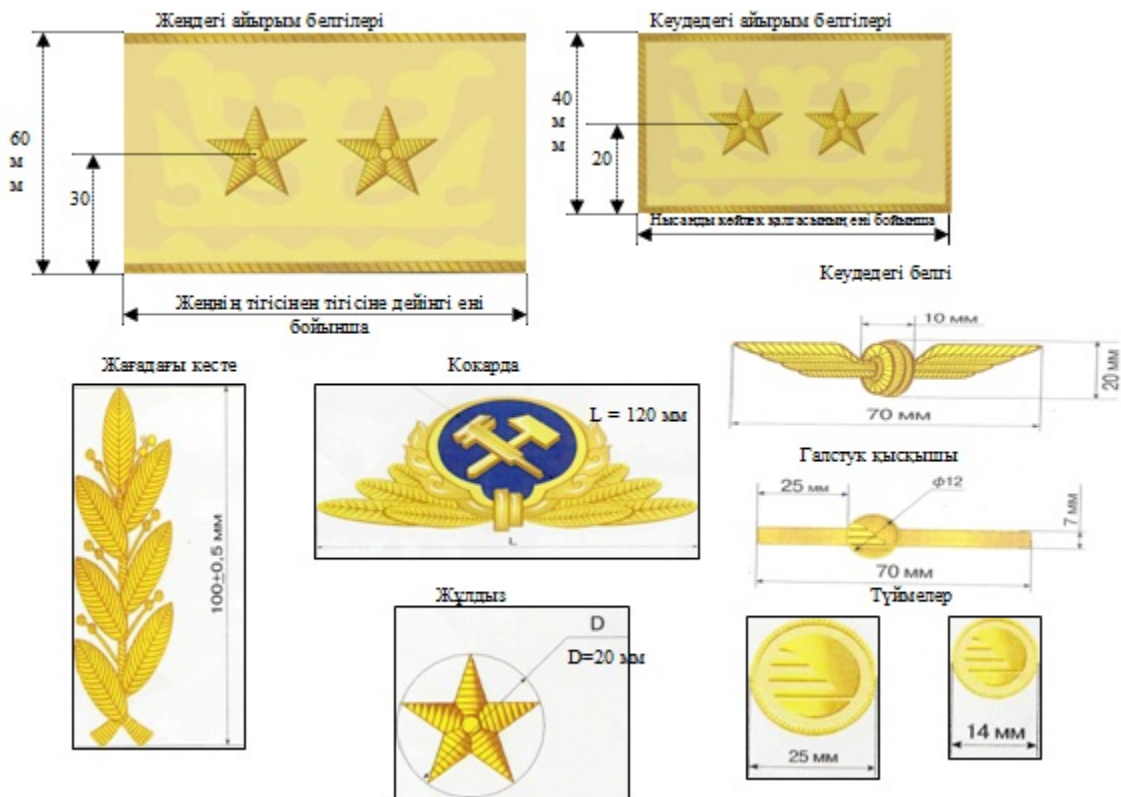 Жеңдегі айырым белгілері
Кеудедегі айырым белгілері
60
м
м
30
40
м
м
20
Нысанды көйлек қалтасының ені бойынша
Жеңнің тігісінен тігісіне дейінгі ені
бойынша
Кеудедегі белгі
10 мм
20 мм
70 мм
Жағадағы кесте
100±0,5 мм
Кокарда
L = 120 мм
L
Галстук қысқышы
25 мм
ф12
7 мм
70 мм
Жұлдыз
D
D=20 мм
Түймелер
25 мм
14 мм